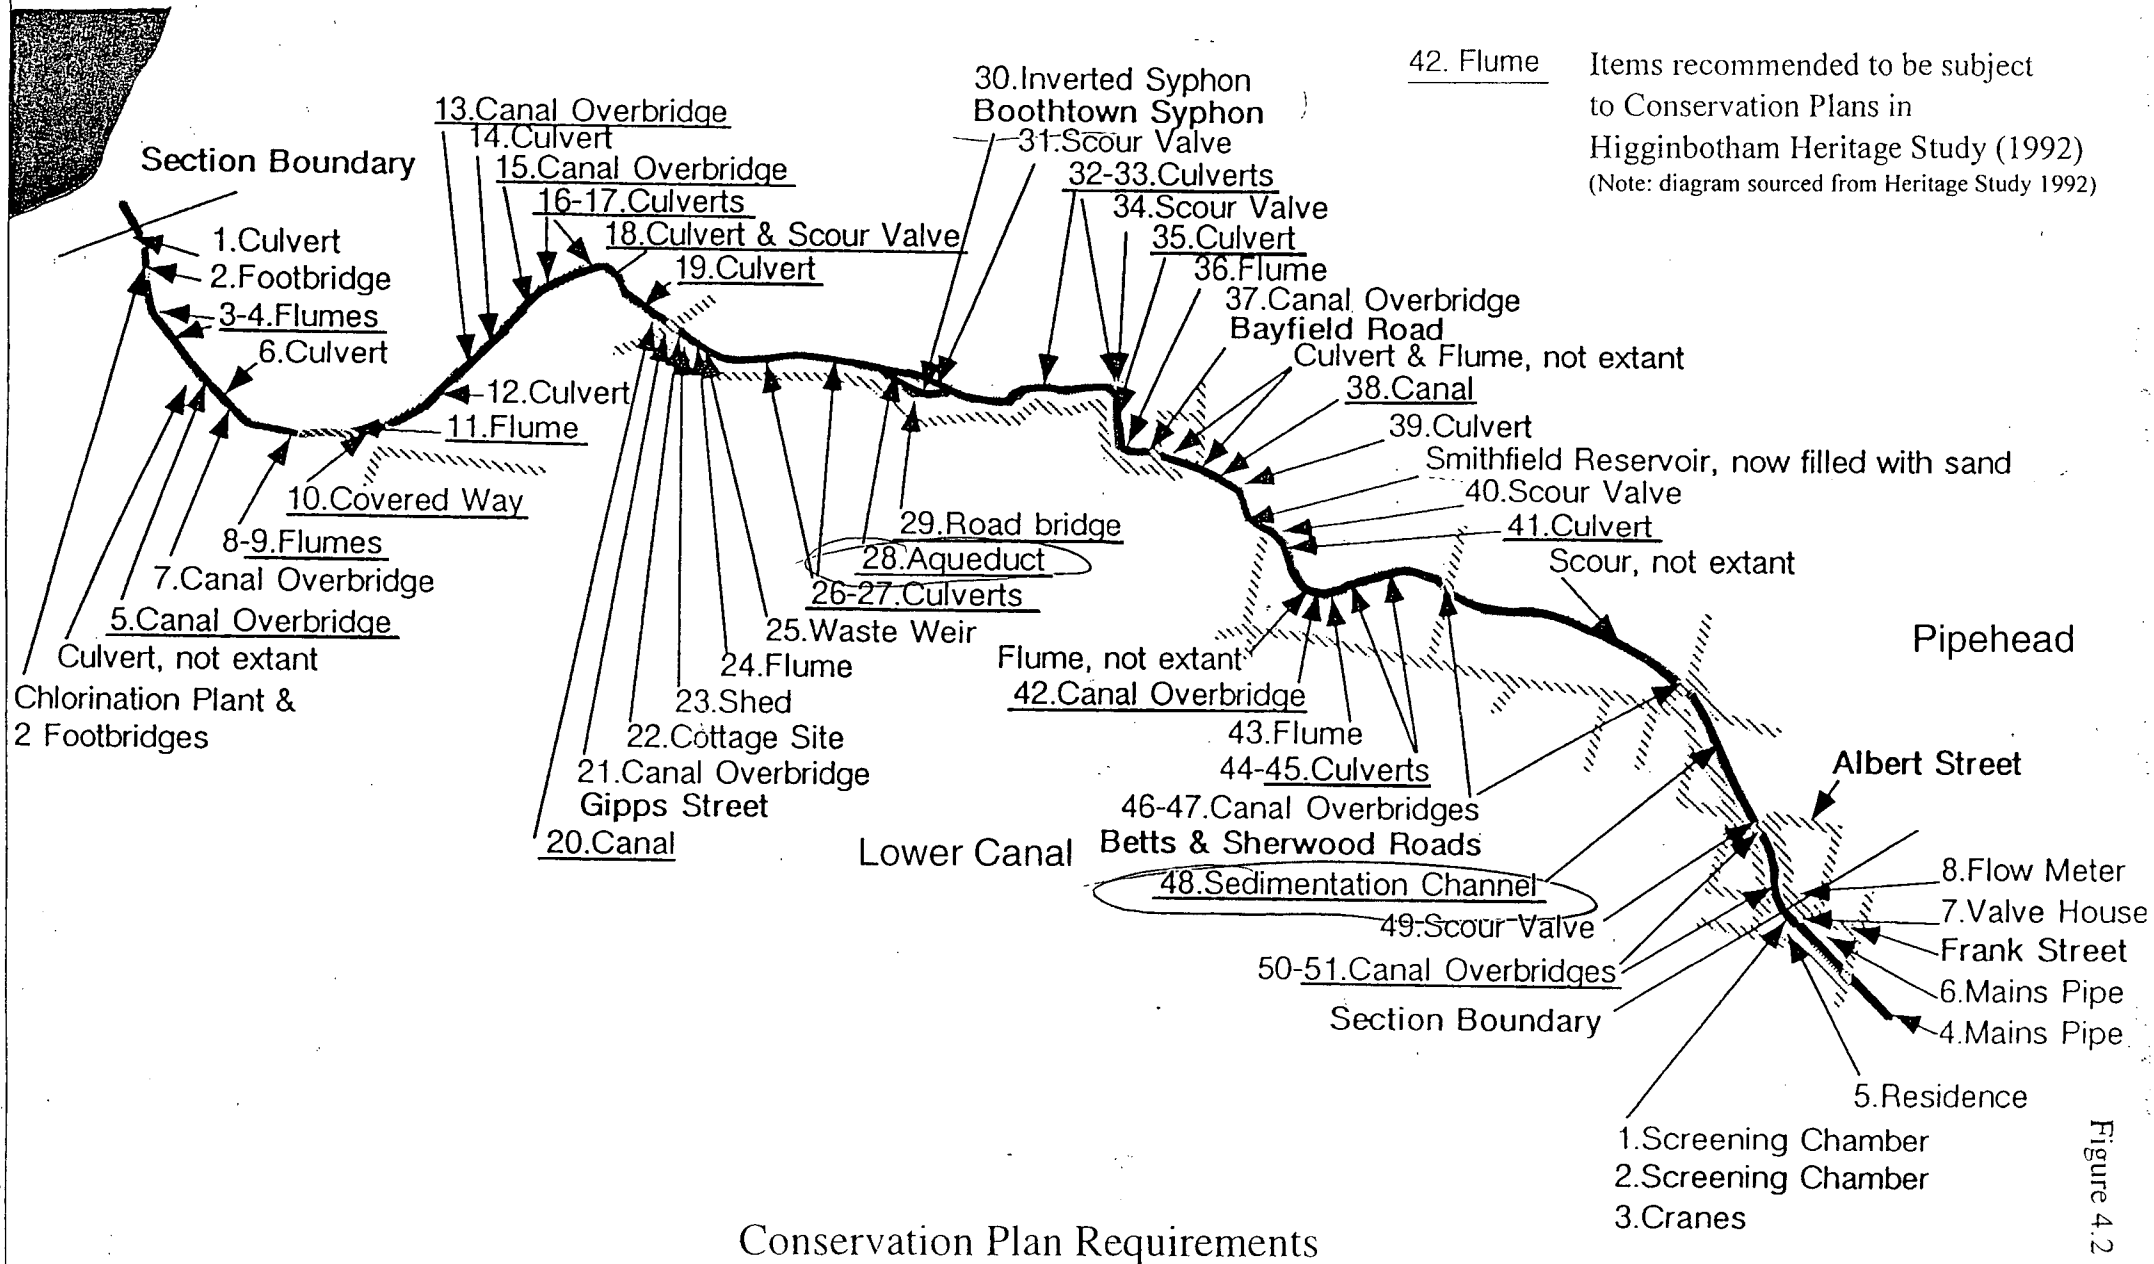 42. Flume
Items recommended to be subject
to Conservation Plans in
Higginbotham Heritage Study (1992)
(Note: diagram sourced from Heritage Study 1992)
30.Inverted Syphon
Boothtown Syphon
31.Scour Valve
13.Canal Overbridge
14.Culvert
15.Canal Overbridge
16-17.Culverts
18.Culvert & Scour Valve
19.Culvert
Section Boundary
32-33.Culverts
34.Scour Valve
35.Culvert
36.Flume
37.Canal Overbridge
Bayfield Road
Culvert & Flume, not extant
38.Canal
39.Culvert
Smithfield Reservoir, now filled with sand
40.Scour Valve
41.Culvert
Scour, not extant
1.Culvert
2.Footbridge
3-4.Flumes
6.Culvert
12.Culvert
11.Flume
10.Covered Way
8-9.Flumes
7.Canal Overbridge
5.Canal Overbridge
Culvert, not extant
Chlorination Plant &
2 Footbridges
29.Road bridge
28.Aqueduct
26-27.Culverts
25.Waste Weir
24.Flume
23.Shed
22.Cottage Site
21.Canal Overbridge
Gipps Street
20.Canal
Lower Canal
Flume, not extant
42.Canal Overbridge
43.Flume
44-45.Culverts
46-47.Canal Overbridges
Betts & Sherwood Roads
48.Sedimentation Channel
49.Scour Valve
50-51.Canal Overbridges
Section Boundary
Pipehead
Albert Street
8.Flow Meter
7.Valve House
Frank Street
6.Mains Pipe
4.Mains Pipe
5.Residence
1.Screening Chamber
2.Screening Chamber
3.Cranes
Figure 4.2
Conservation Plan Requirements